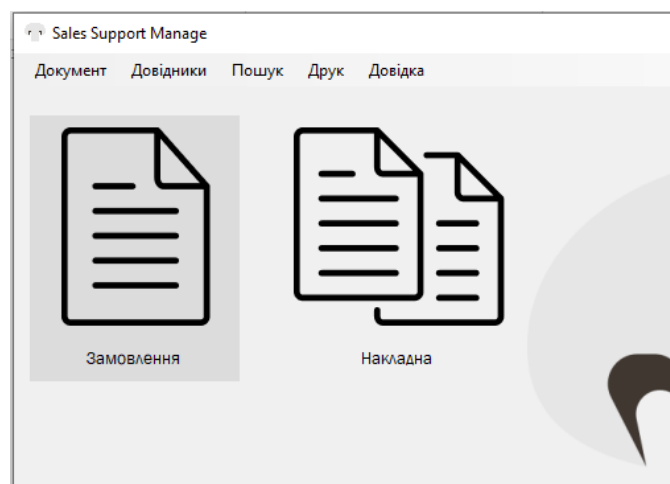 Sales Support Manage
Документ Довідники Пошук Друк Довідка
Замовлення Накладна